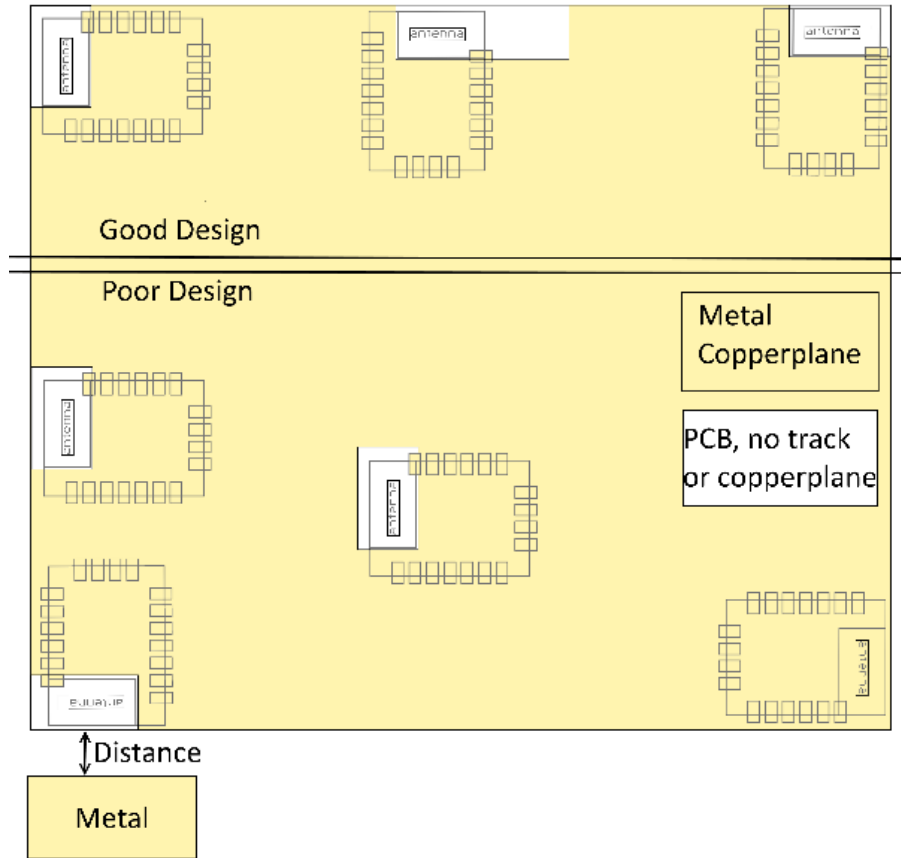 antenna
antenna
antenna
Good Design
Poor Design
Metal
Copperplane
PCB, no track
or copperplane
antenna
antenna
antenna
antenna
Distance
Metal